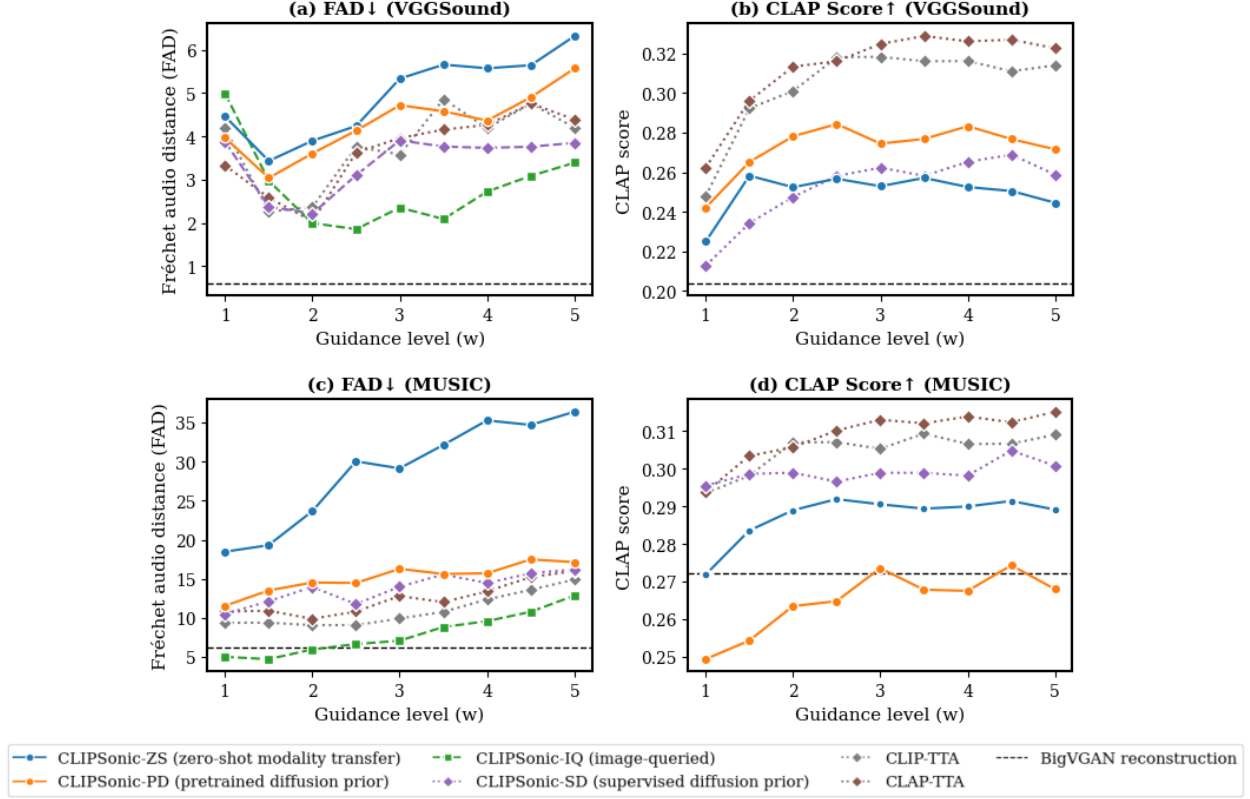 (a) FAD↓ (VGGSound)
Fréchet audio distance (FAD)
6
5
4
3
2
1
1 2 3 4 5
Guidance level (w)
(b) CLAP Score↑ (VGGSound)
CLAP score
0.32
0.30
0.28
0.26
0.24
0.22
0.20
1 2 3 4 5
Guidance level (w)
(c) FAD↓ (MUSIC)
Fréchet audio distance (FAD)
35
30
25
20
15
10
5
1 2 3 4 5
Guidance level (w)
(d) CLAP Score↑ (MUSIC)
CLAP score
0.31
0.30
0.29
0.28
0.27
0.26
0.25
1 2 3 4 5
Guidance level (w)
CLIPSonic-ZS (zero-shot modality transfer)
CLIPSonic-PD (pretrained diffusion prior)
CLIPSonic-IQ (image-queried)
CLIPSonic-SD (supervised diffusion prior)
CLIP-TTA
CLAP-TTA
BigVGAN reconstruction